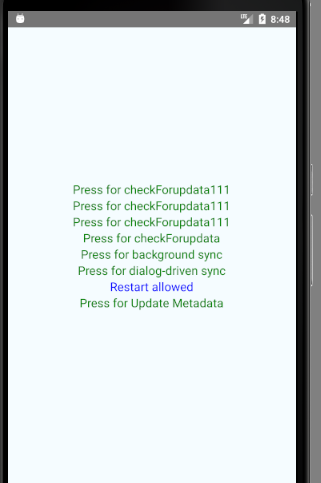 8:48
Press for checkForupdata111
Press for checkForupdata111
Press for checkForupdata111
Press for checkForupdata
Press for background sync
Press for dialog-driven sync
Restart allowed
Press for Update Metadata